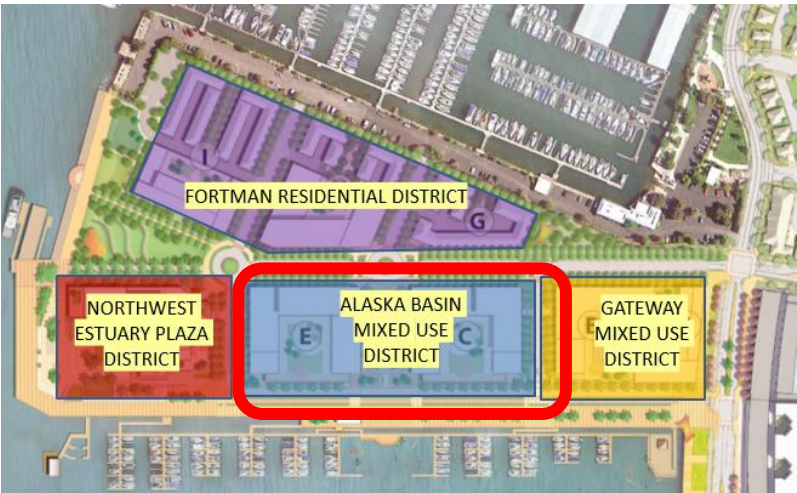 I
FORTMAN RESIDENTIAL DISTRICT
G
NORTHWEST
ESTUARY PLAZA
DISTRICT
E
ALASKA BASIN
MIXED USE
DISTRICT
C
GATEWAY
MIXED USE
DISTRICT